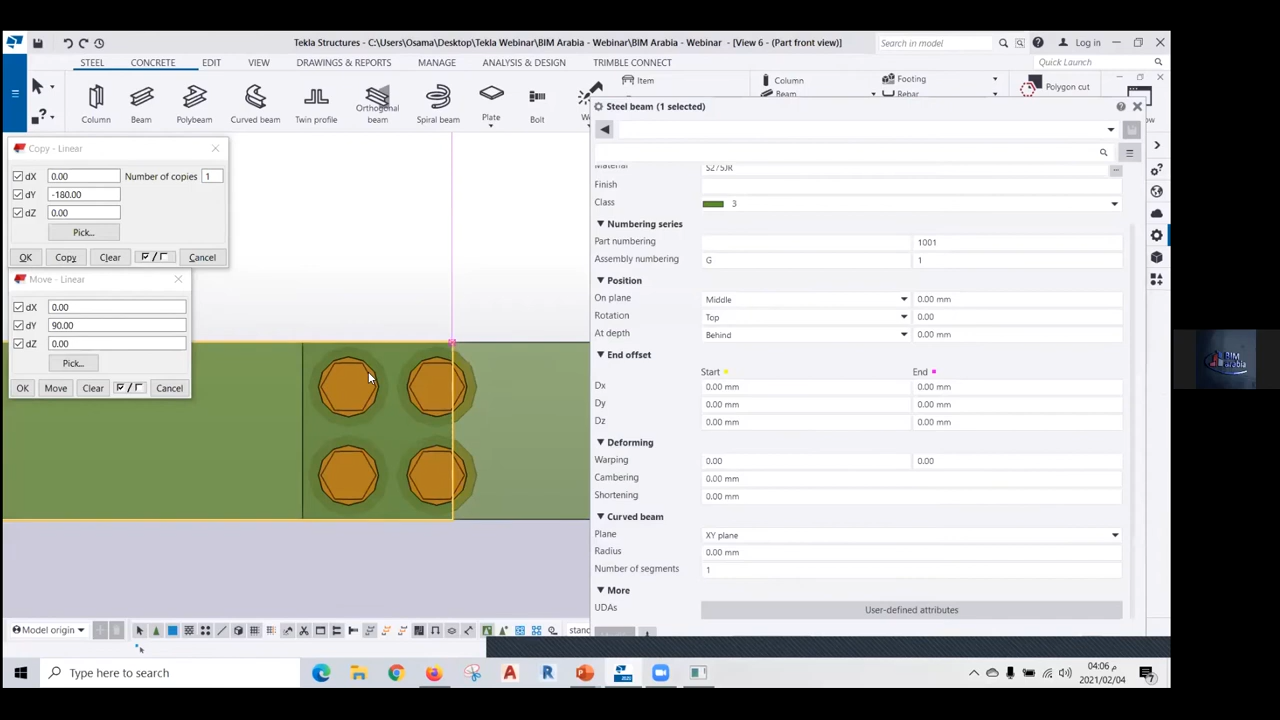 Tekla Structures - C:\Users\Osama\Desktop\Tekla Webinar\BIM Arabia - Webinar\BIM Arabia - Webinar - [View 6 - (Part front view)]
Search in model
Log in
STEEL CONCRETE EDIT VIEW DRAWINGS & REPORTS MANAGE ANALYSIS & DESIGN TRIMBLE CONNECT
Quick Launch
Column Beam Polybeam Curved beam Twin profile Orthogonal beam Spiral beam Plate Bolt
Item
Column
Beam
Footing
Rebar
Polygon cut
Copy - Linear
dX 0.00 Number of copies 1
dY -180.00
dZ 0.00
Pick...
OK Copy Clear Cancel
Move - Linear
dX 0.00
dY 90.00
dZ 0.00
Pick...
OK Move Clear Cancel
Steel beam (1 selected)
Material S275JR
Finish
Class 3
Numbering series
Part numbering 1001
Assembly numbering G 1
Position
On plane Middle 0.00 mm
Rotation Top 0.00
At depth Behind 0.00 mm
End offset
Start End
Dx 0.00 mm 0.00 mm
Dy 0.00 mm 0.00 mm
Dz 0.00 mm 0.00 mm
Deforming
Warping 0.00 0.00
Cambering 0.00 mm
Shortening 0.00 mm
Curved beam
Plane XY plane
Radius 0.00 mm
Number of segments 1
More
UDAs User-defined attributes
Model origin
stand
Type here to search
04:06 م
2021/02/04
7
BIM
arabia